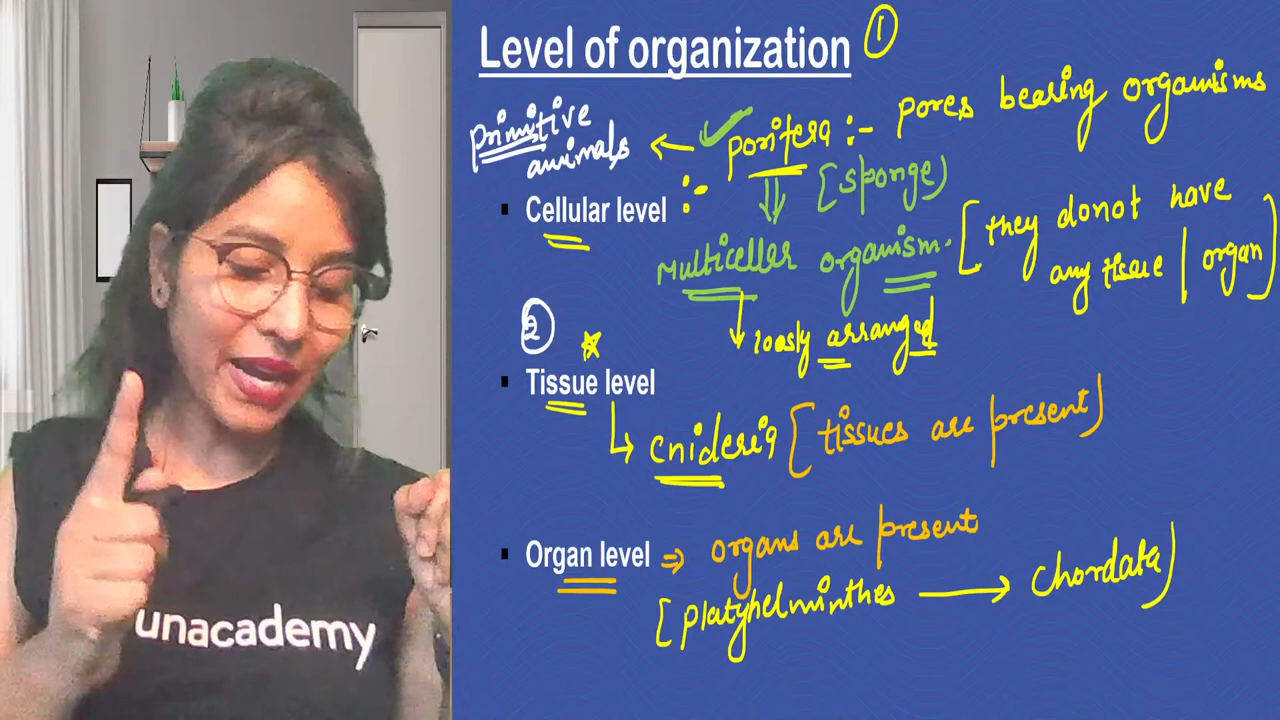 Level of organization ①
primitive animals ← ✓ porifera :- pores bearing organisms
[sponge)
▪ Cellular level :-
Multiceller organism. [they donot have
any tissue | organ)
↓ loosly arranged
②
▪ Tissue level
↳ cnideria [tissues are present)
▪ Organ level ⇒ organs are present
[platyhelminthes → chordata)
unacademy